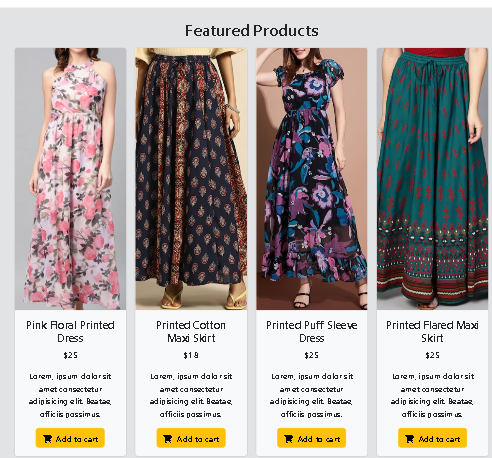 Featured Products
Pink Floral Printed
Dress
$25
Lorem, ipsum dolor sit
amet consectetur
adipisicing elit. Beatae,
officiis possimus.
Add to cart
Printed Cotton
Maxi Skirt
$18
Lorem, ipsum dolor sit
amet consectetur
adipisicing elit. Beatae,
officiis possimus.
Add to cart
Printed Puff Sleeve
Dress
$25
Lorem, ipsum dolor sit
amet consectetur
adipisicing elit. Beatae,
officiis possimus.
Add to cart
Printed Flared Maxi
Skirt
$25
Lorem, ipsum dolor sit
amet consectetur
adipisicing elit. Beatae,
officiis possimus.
Add to cart